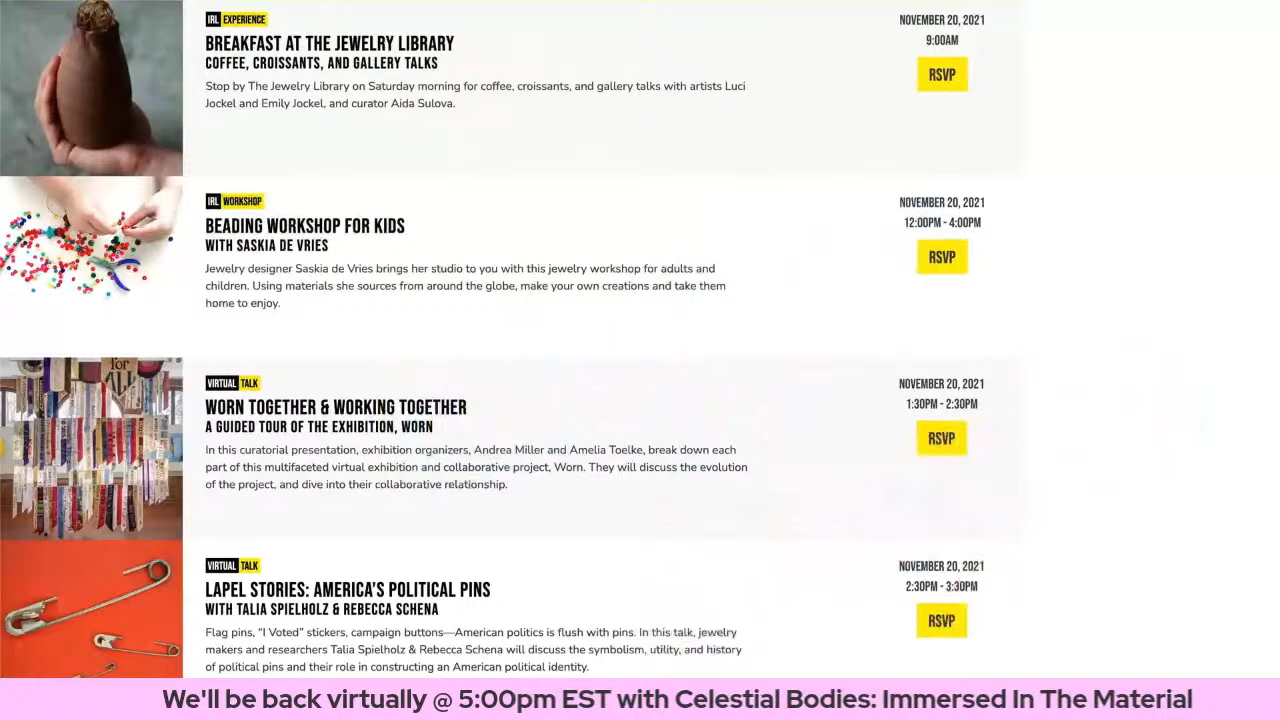 IRL EXPERIENCE
BREAKFAST AT THE JEWELRY LIBRARY
COFFEE, CROISSANTS, AND GALLERY TALKS
Stop by The Jewelry Library on Saturday morning for coffee, croissants, and gallery talks with artists Luci
Jockel and Emily Jockel, and curator Aida Sulova.
NOVEMBER 20, 2021
9:00AM
RSVP
IRL WORKSHOP
BEADING WORKSHOP FOR KIDS
WITH SASKIA DE VRIES
Jewelry designer Saskia de Vries brings her studio to you with this jewelry workshop for adults and
children. Using materials she sources from around the globe, make your own creations and take them
home to enjoy.
NOVEMBER 20, 2021
12:00PM - 4:00PM
RSVP
for
ALL
VIRTUAL TALK
WORN TOGETHER & WORKING TOGETHER
A GUIDED TOUR OF THE EXHIBITION, WORN
In this curatorial presentation, exhibition organizers, Andrea Miller and Amelia Toelke, break down each
part of this multifaceted virtual exhibition and collaborative project, Worn. They will discuss the evolution
of the project, and dive into their collaborative relationship.
NOVEMBER 20, 2021
1:30PM - 2:30PM
RSVP
VIRTUAL TALK
LAPEL STORIES: AMERICA'S POLITICAL PINS
WITH TALIA SPIELHOLZ & REBECCA SCHENA
Flag pins, “I Voted” stickers, campaign buttons—American politics is flush with pins. In this talk, jewelry
makers and researchers Talia Spielholz & Rebecca Schena will discuss the symbolism, utility, and history
of political pins and their role in constructing an American political identity.
NOVEMBER 20, 2021
2:30PM - 3:30PM
RSVP
We'll be back virtually @ 5:00pm EST with Celestial Bodies: Immersed In The Material